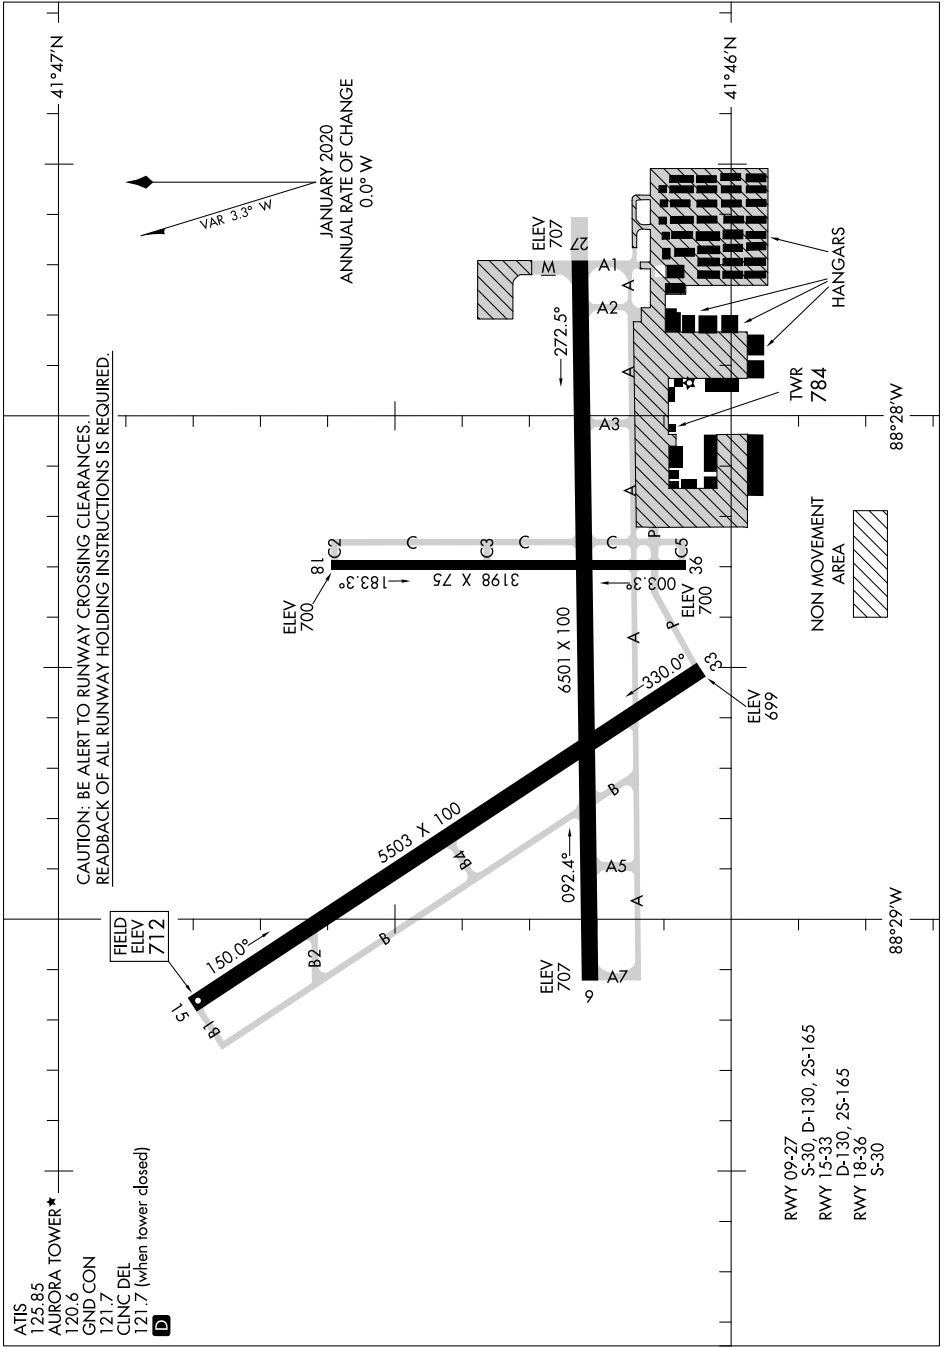 ATIS
125.85
AURORA TOWER★
120.6
GND CON
121.7
CLNC DEL
121.7 (when tower closed)
D
CAUTION: BE ALERT TO RUNWAY CROSSING CLEARANCES.
READBACK OF ALL RUNWAY HOLDING INSTRUCTIONS IS REQUIRED.
41°47'N
41°46'N
88°29'W
88°28'W
JANUARY 2020
ANNUAL RATE OF CHANGE
0.0° W
VAR 3.3° W
FIELD
ELEV
712
15
150.0°
5503 X 100
330.0°
33
ELEV
699
B1
B2
B
B4
B
ELEV
707
9
092.4°
6501 X 100
272.5°
27
ELEV
707
A7
A5
A
A
A
A
A
A3
A2
A1
W
ELEV
700
18
183.3°
3198 X 75
003.3°
36
ELEV
700
C2
C
C3
C
C
C5
P
P
TWR
784
HANGARS
NON MOVEMENT
AREA
RWY 09-27
S-30, D-130, 2S-165
RWY 15-33
D-130, 2S-165
RWY 18-36
S-30